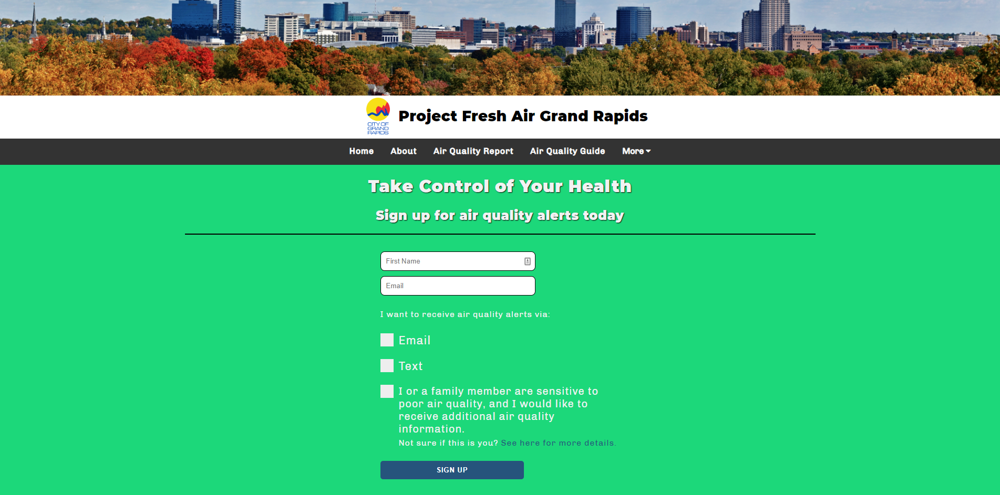 CITY OF
GRAND
RAPIDS
Project Fresh Air Grand Rapids
Home About Air Quality Report Air Quality Guide More
Take Control of Your Health
Sign up for air quality alerts today
First Name
Email
I want to receive air quality alerts via:
Email
Text
I or a family member are sensitive to
poor air quality, and I would like to
receive additional air quality
information.
Not sure if this is you? See here for more details.
SIGN UP